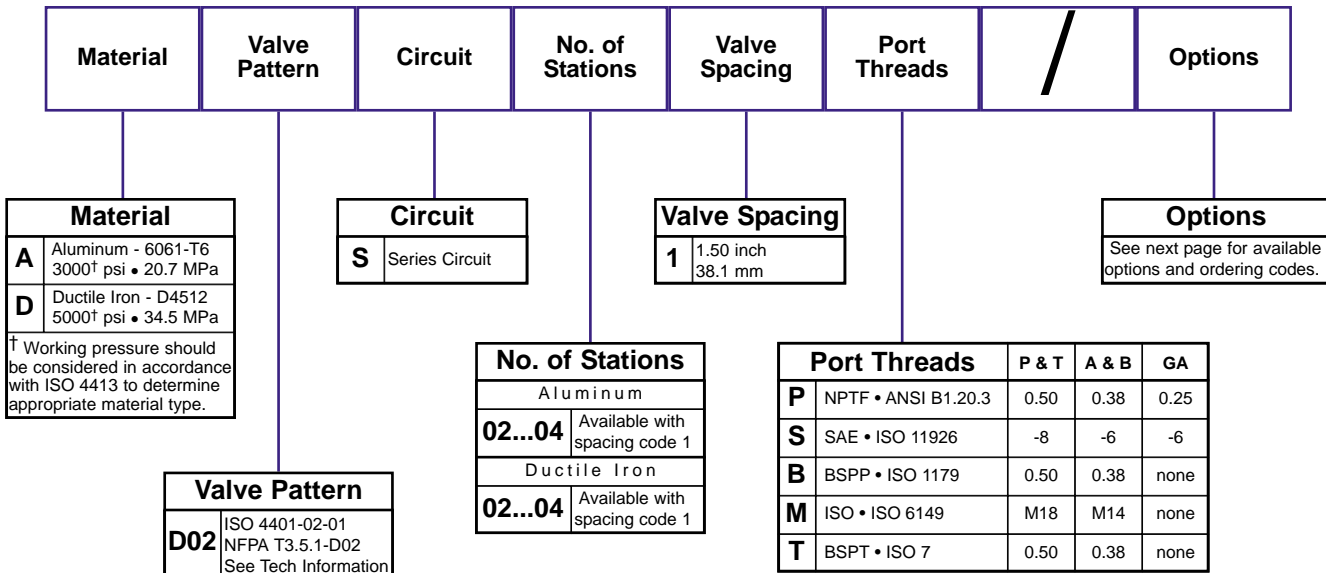 Material
Valve
Pattern
Circuit
No. of
Stations
Valve
Spacing
Port
Threads
/
Options
Material
A Aluminum - 6061-T6
3000† psi • 20.7 MPa
D Ductile Iron - D4512
5000† psi • 34.5 MPa
† Working pressure should
be considered in accordance
with ISO 4413 to determine
appropriate material type.
Valve Pattern
D02 ISO 4401-02-01
NFPA T3.5.1-D02
See Tech Information
Circuit
S Series Circuit
No. of Stations
Aluminum
02...04 Available with
spacing code 1
Ductile Iron
02...04 Available with
spacing code 1
Valve Spacing
1 1.50 inch
38.1 mm
Port Threads P & T A & B GA
P NPTF • ANSI B1.20.3 0.50 0.38 0.25
S SAE • ISO 11926 -8 -6 -6
B BSPP • ISO 1179 0.50 0.38 none
M ISO • ISO 6149 M18 M14 none
T BSPT • ISO 7 0.50 0.38 none
Options
See next page for available
options and ordering codes.